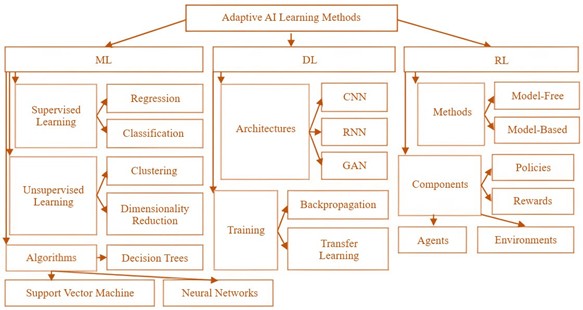 Adaptive AI Learning Methods
ML
DL
RL
Supervised
Learning
Regression
Classification
Unsupervised
Learning
Clustering
Dimensionality
Reduction
Algorithms
Decision Trees
Support Vector Machine
Neural Networks
Architectures
CNN
RNN
GAN
Training
Backpropagation
Transfer
Learning
Methods
Model-Free
Model-Based
Components
Policies
Rewards
Agents
Environments